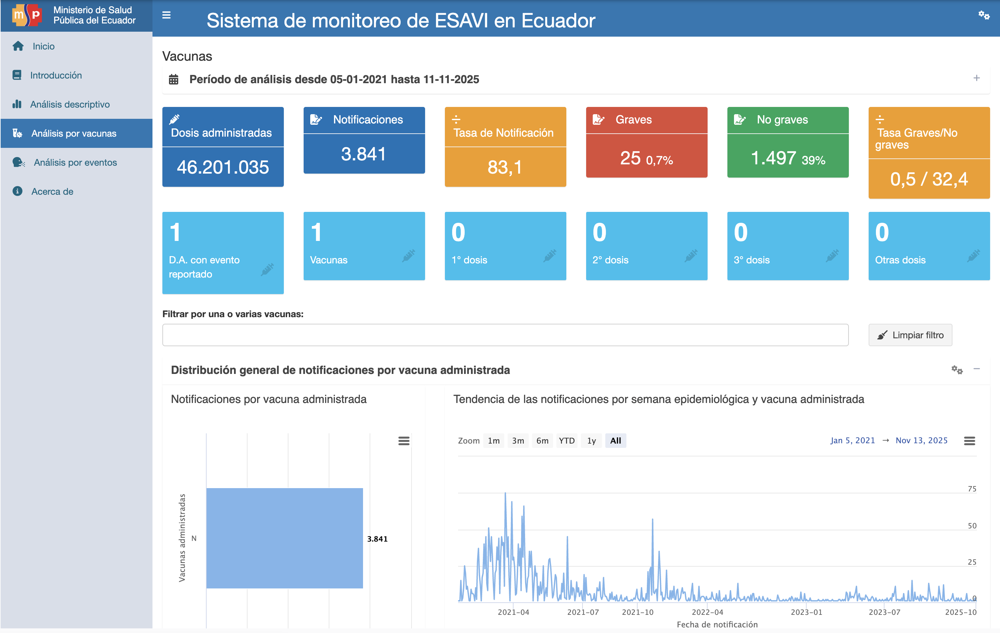 Ministerio de Salud
Pública del Ecuador
Sistema de monitoreo de ESAVI en Ecuador
Inicio
Introducción
Análisis descriptivo
Análisis por vacunas
Análisis por eventos
Acerca de
Vacunas
Período de análisis desde 05-01-2021 hasta 11-11-2025
Dosis administradas
46.201.035
Notificaciones
3.841
Tasa de Notificación
83,1
Graves
25 0,7%
No graves
1.497 39%
Tasa Graves/No
graves
0,5 / 32,4
1
D.A. con evento
reportado
1
Vacunas
0
1° dosis
0
2° dosis
0
3° dosis
0
Otras dosis
Filtrar por una o varias vacunas:
Limpiar filtro
Distribución general de notificaciones por vacuna administrada
Notificaciones por vacuna administrada
Vacunas administradas
N
3.841
Tendencia de las notificaciones por semana epidemiológica y vacuna administrada
Zoom 1m 3m 6m YTD 1y All
Jan 5, 2021 → Nov 13, 2025
75
50
25
0
2021-04 2021-07 2021-10 2022-04 2023-01 2023-07 2025-10
Fecha de notificación